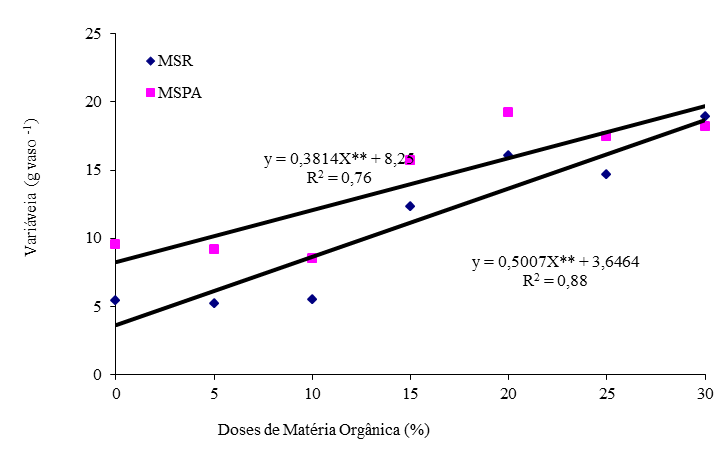 25
MSR
MSPA
20
y = 0,3814X** + 8,25
R2 = 0,76
15
Variáveia (g vaso -1)
10
y = 0,5007X** + 3,6464
R2 = 0,88
5
0
0 5 10 15 20 25 30
Doses de Matéria Orgânica (%)